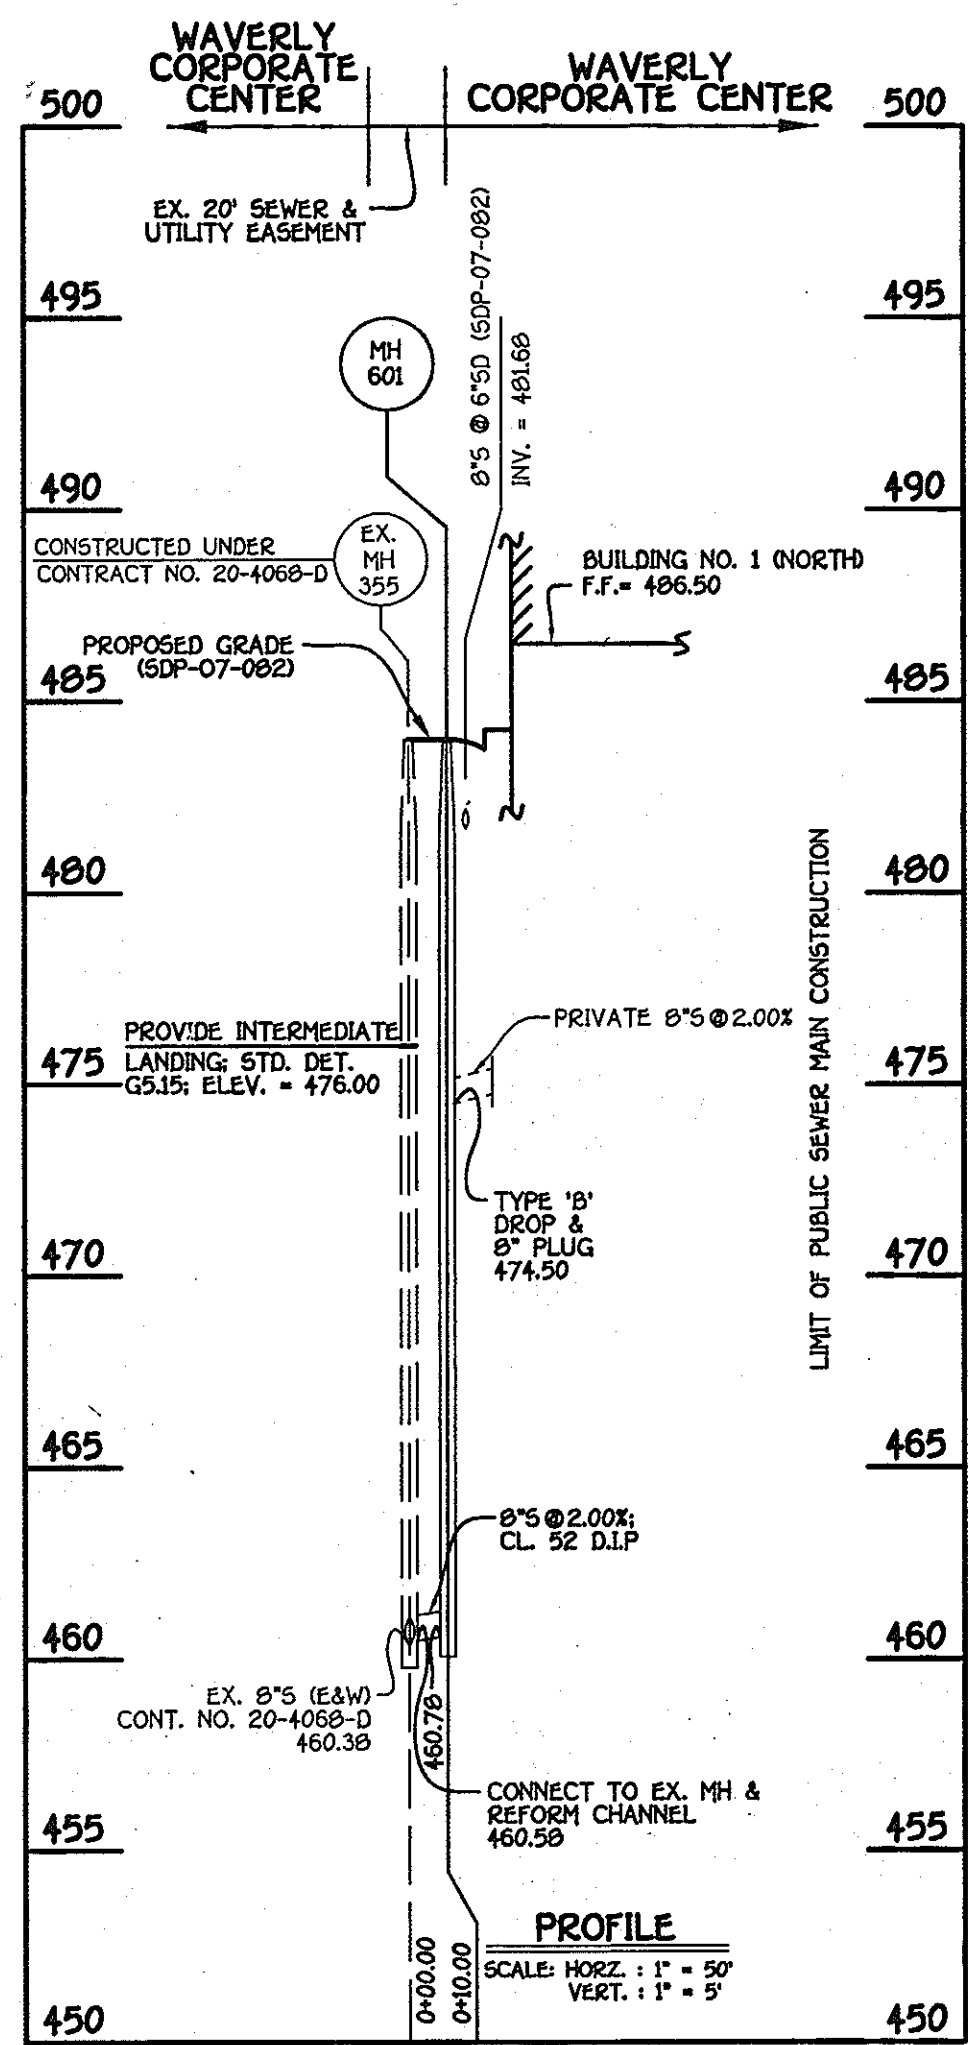 WAVERLY
CORPORATE
CENTER
WAVERLY
CORPORATE CENTER
500
500
EX. 20' SEWER &
UTILITY EASEMENT
8"S @ 6"SD (SDP-07-082)
INV. = 481.68
495
495
MH
601
490
490
CONSTRUCTED UNDER
CONTRACT NO. 20-4068-D
EX.
MH
355
BUILDING NO. 1 (NORTH)
F.F.= 486.50
PROPOSED GRADE
(SDP-07-082)
485
485
480
480
LIMIT OF PUBLIC SEWER MAIN CONSTRUCTION
PROVIDE INTERMEDIATE
LANDING; STD. DET.
G5.15; ELEV. = 476.00
PRIVATE 8"S @ 2.00%
475
475
TYPE 'B'
DROP &
8" PLUG
474.50
470
470
465
465
8"S @ 2.00%;
CL. 52 D.I.P
460
460
EX. 8"S (E&W)
CONT. NO. 20-4068-D
460.38
460.78
CONNECT TO EX. MH &
REFORM CHANNEL
460.58
455
455
0+00.00
0+10.00
PROFILE
SCALE: HORZ. : 1" = 50'
VERT. : 1" = 5'
450
450